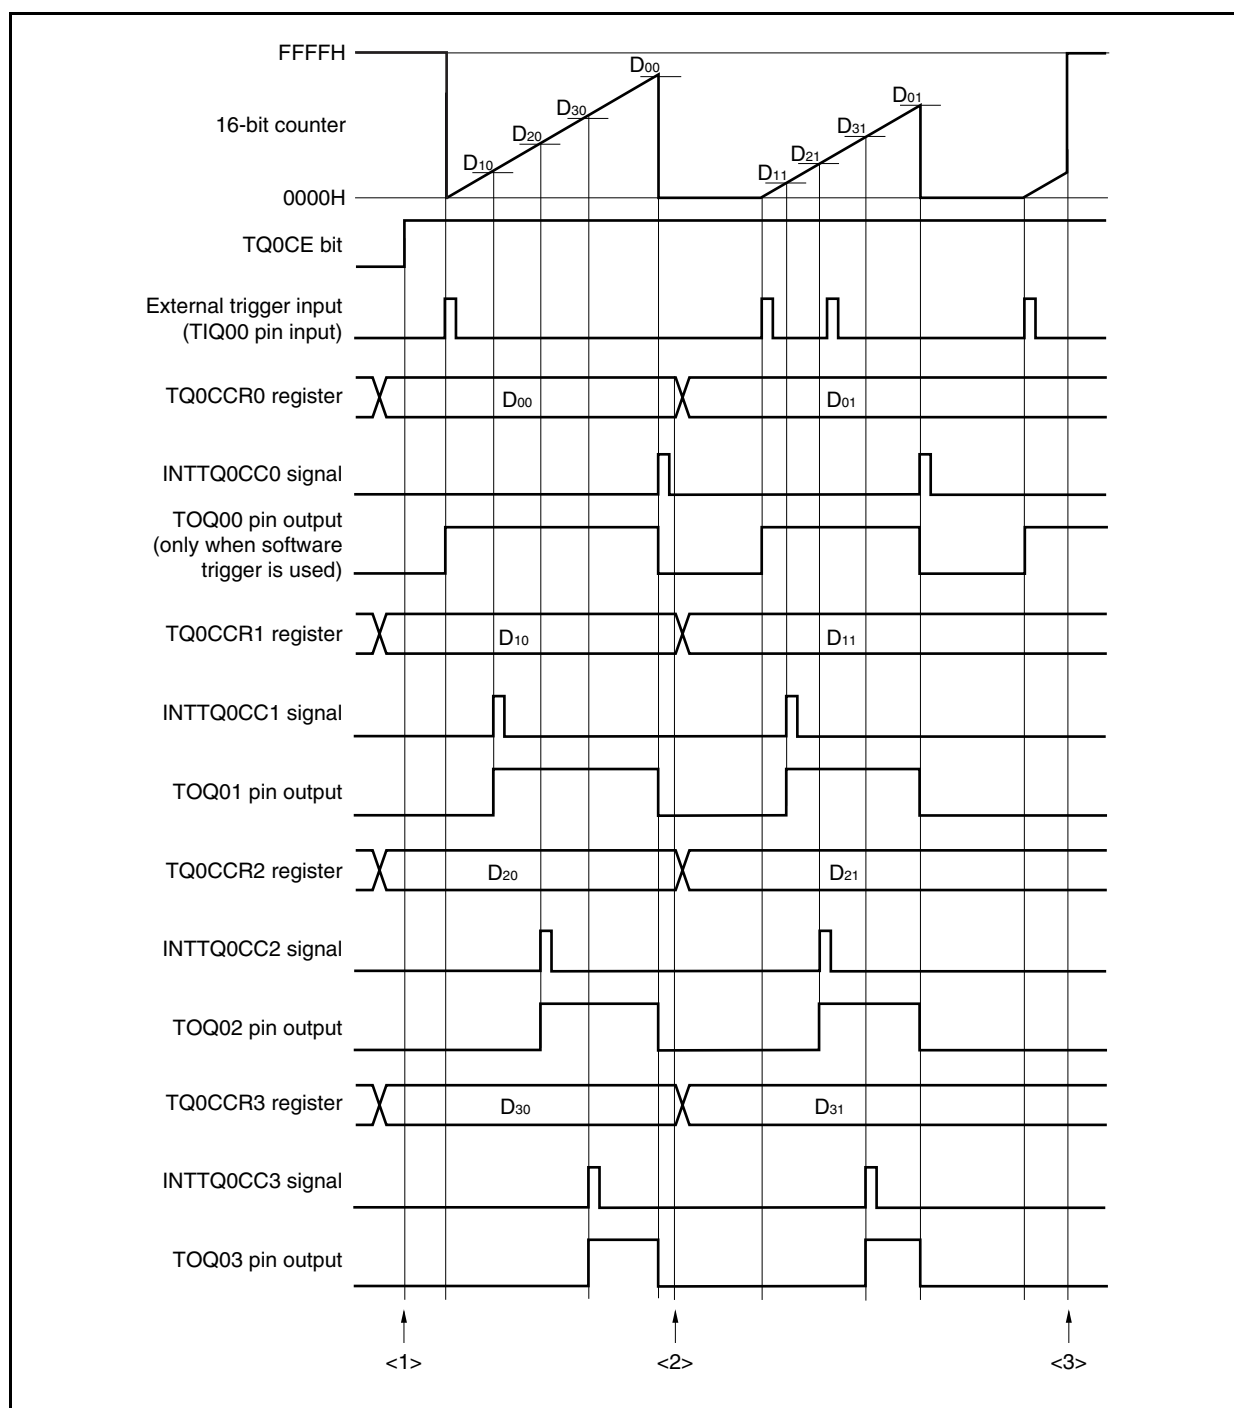 FFFFH
D00
D01
D30
D31
16-bit counter
D20
D21
D10
D11
0000H
TQ0CE bit
External trigger input
(TIQ00 pin input)
TQ0CCR0 register
D00
D01
INTTQ0CC0 signal
TOQ00 pin output
(only when software
trigger is used)
TQ0CCR1 register
D10
D11
INTTQ0CC1 signal
TOQ01 pin output
TQ0CCR2 register
D20
D21
INTTQ0CC2 signal
TOQ02 pin output
TQ0CCR3 register
D30
D31
INTTQ0CC3 signal
TOQ03 pin output
<1>
<2>
<3>